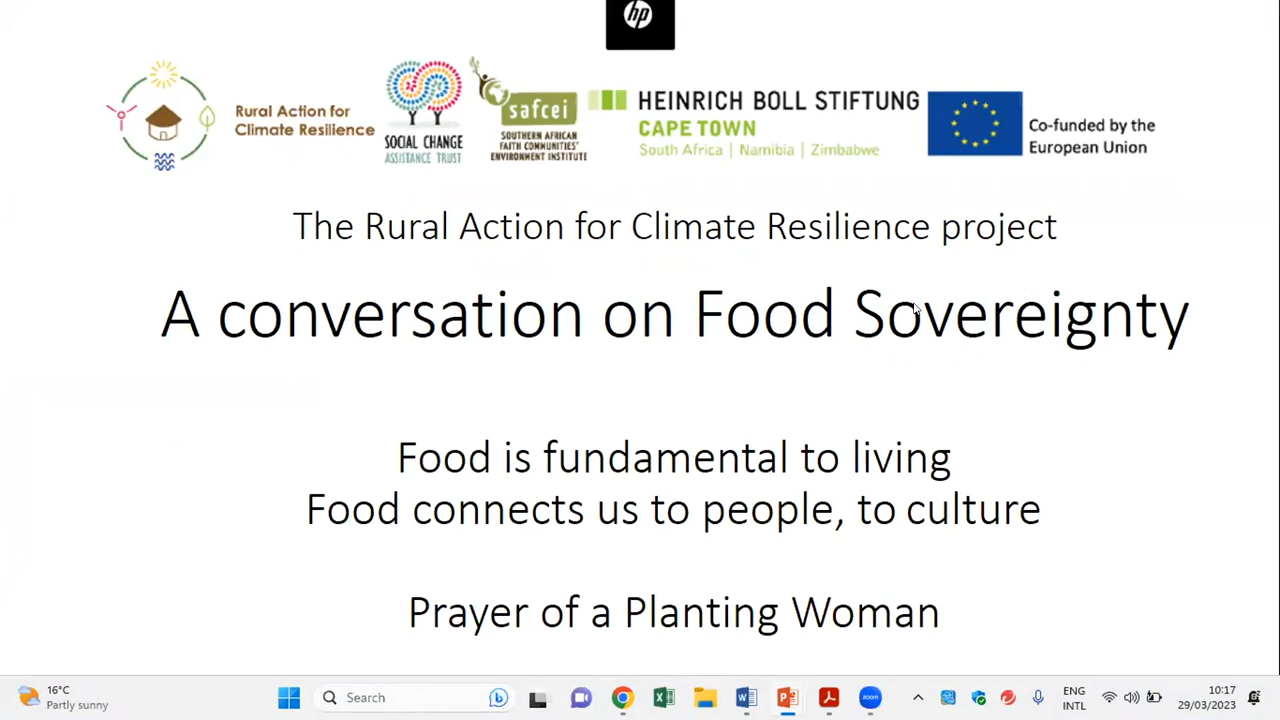 hp
Rural Action for
Climate Resilience
SOCIAL CHANGE
ASSISTANCE TRUST
safcei
SOUTHERN AFRICAN
FAITH COMMUNITIES'
ENVIRONMENT INSTITUTE
HEINRICH BOLL STIFTUNG
CAPE TOWN
South Africa | Namibia | Zimbabwe
Co-funded by the
European Union
The Rural Action for Climate Resilience project
A conversation on Food Sovereignty
Food is fundamental to living
Food connects us to people, to culture
Prayer of a Planting Woman
16°C
Partly sunny
Search
zoom
ENG
INTL
10:17
29/03/2023